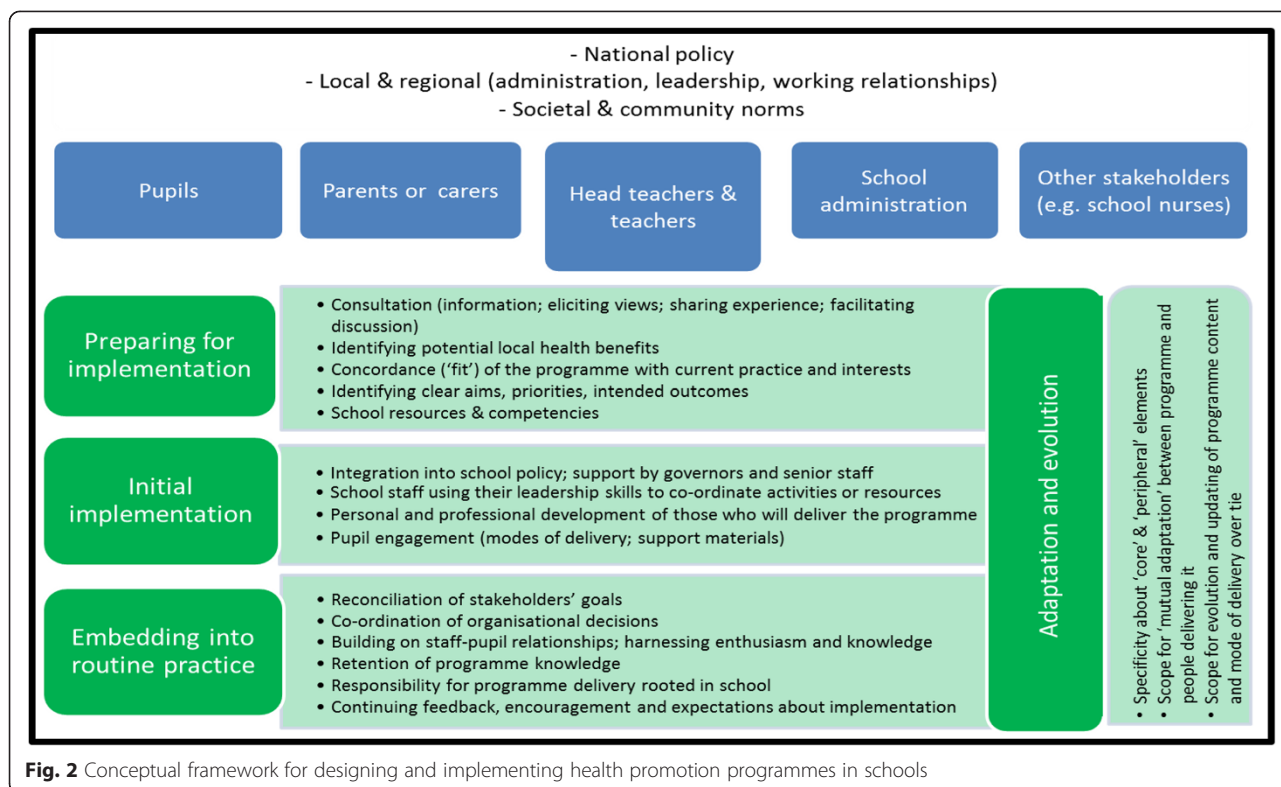 - National policy
- Local & regional (administration, leadership, working relationships)
- Societal & community norms
Pupils
Parents or carers
Head teachers &
teachers
School
administration
Other stakeholders
(e.g. school nurses)
Preparing for
implementation
• Consultation (information; eliciting views; sharing experience; facilitating
discussion)
• Identifying potential local health benefits
• Concordance (‘fit’) of the programme with current practice and interests
• Identifying clear aims, priorities, intended outcomes
• School resources & competencies
Initial
implementation
• Integration into school policy; support by governors and senior staff
• School staff using their leadership skills to co-ordinate activities or resources
• Personal and professional development of those who will deliver the programme
• Pupil engagement (modes of delivery; support materials)
Embedding into
routine practice
• Reconciliation of stakeholders’ goals
• Co-ordination of organisational decisions
• Building on staff-pupil relationships; harnessing enthusiasm and knowledge
• Retention of programme knowledge
• Responsibility for programme delivery rooted in school
• Continuing feedback, encouragement and expectations about implementation
Adaptation and evolution
• Specificity about ‘core’ & ‘peripheral’ elements
• Scope for ‘mutual adaptation’ between programme and
people delivering it
• Scope for evolution and updating of programme content
and mode of delivery over tie
Fig. 2 Conceptual framework for designing and implementing health promotion programmes in schools